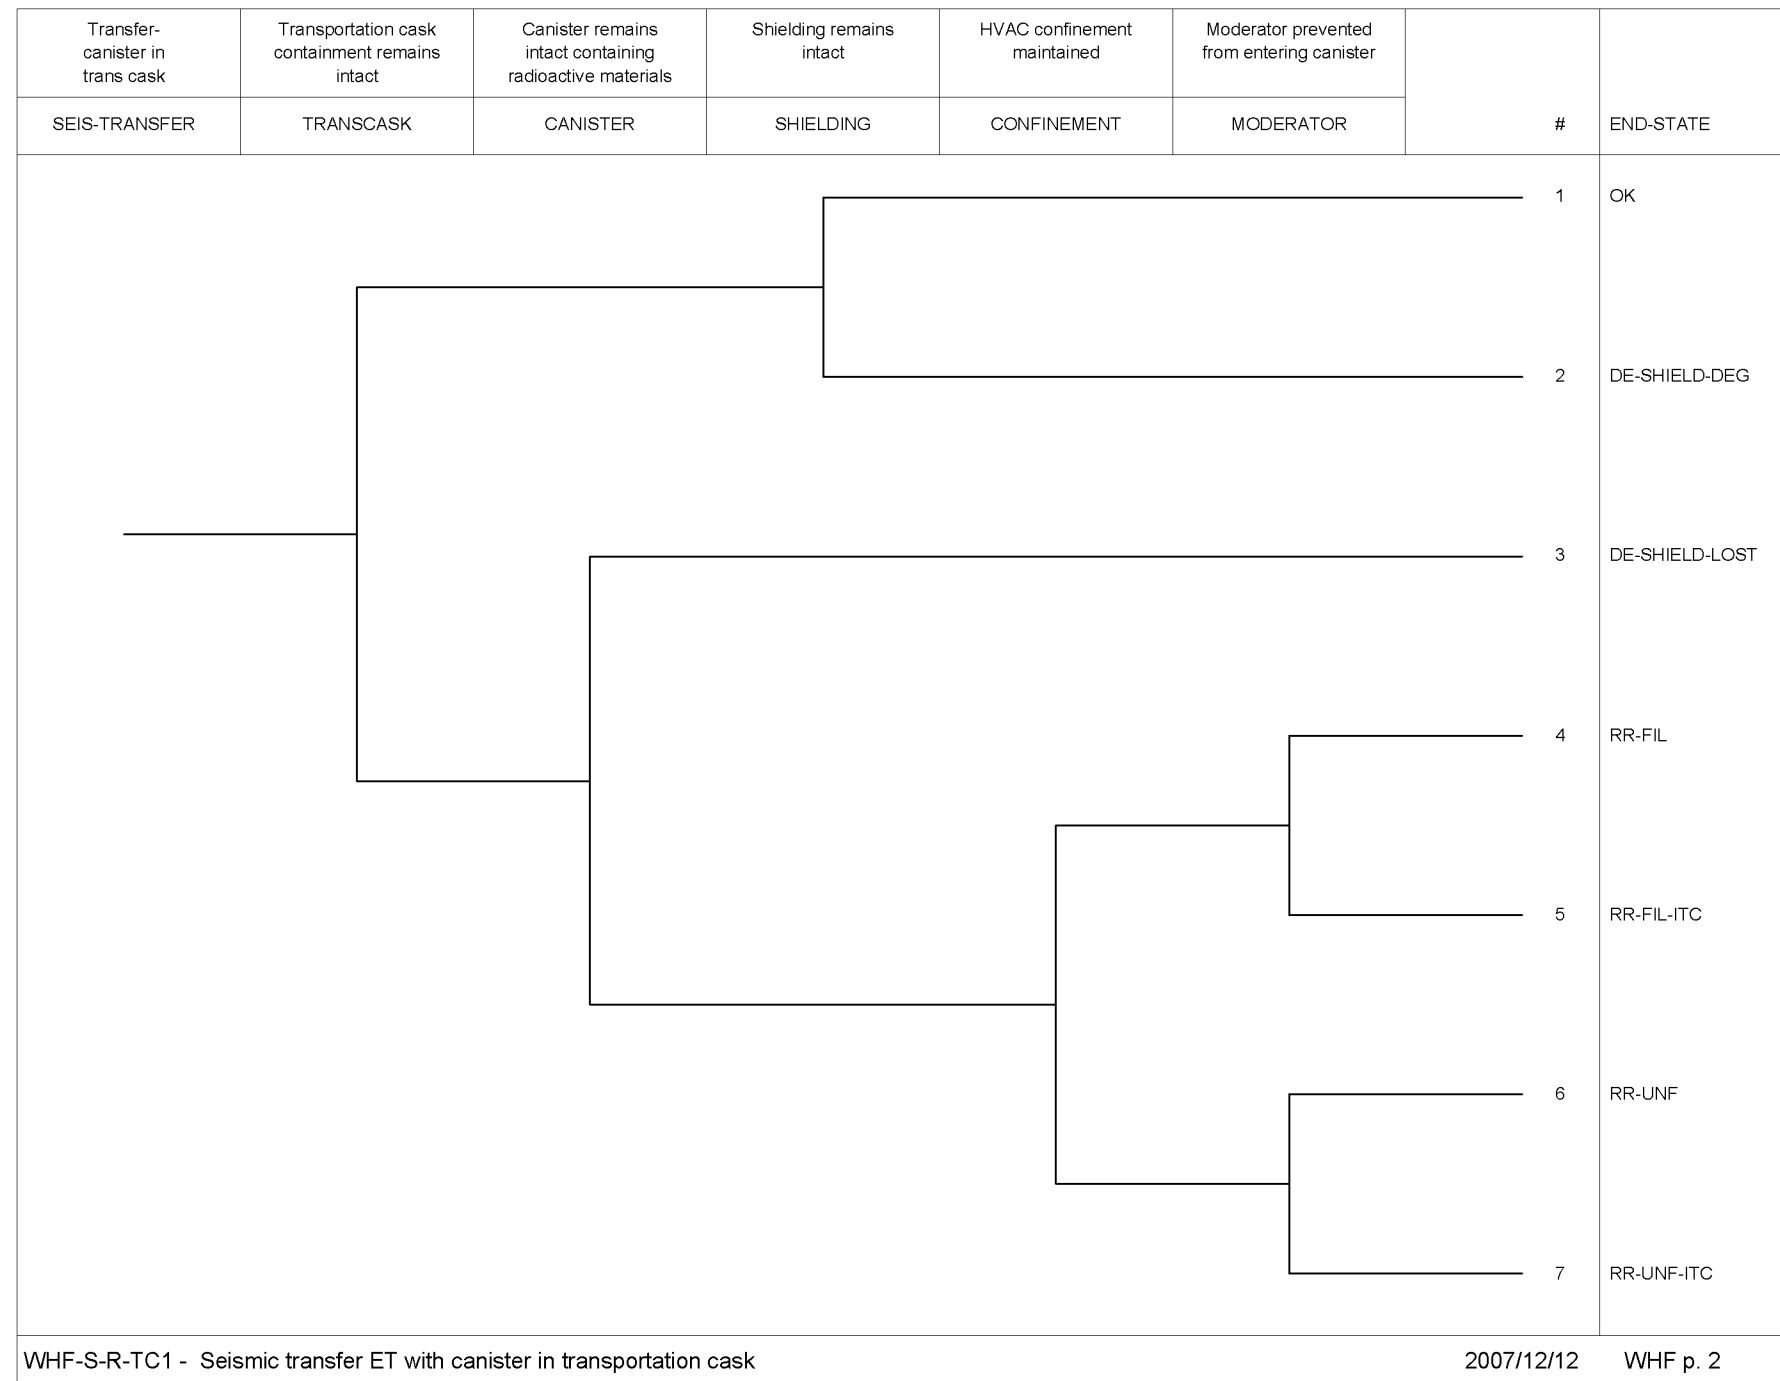 Transfer-
canister in
trans cask
Transportation cask
containment remains
intact
Canister remains
intact containing
radioactive materials
Shielding remains
intact
HVAC confinement
maintained
Moderator prevented
from entering canister
SEIS-TRANSFER
TRANSCASK
CANISTER
SHIELDING
CONFINEMENT
MODERATOR
#
END-STATE
1 OK
2 DE-SHIELD-DEG
3 DE-SHIELD-LOST
4 RR-FIL
5 RR-FIL-ITC
6 RR-UNF
7 RR-UNF-ITC
WHF-S-R-TC1 - Seismic transfer ET with canister in transportation cask 2007/12/12 WHF p. 2